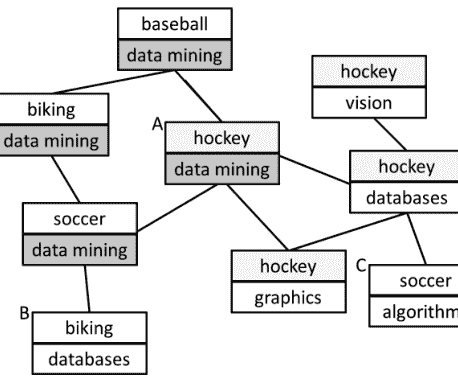 baseball
data mining
hockey
vision
biking
data mining
A
hockey
data mining
hockey
databases
soccer
data mining
hockey
graphics
C
soccer
algorithm
B
biking
databases